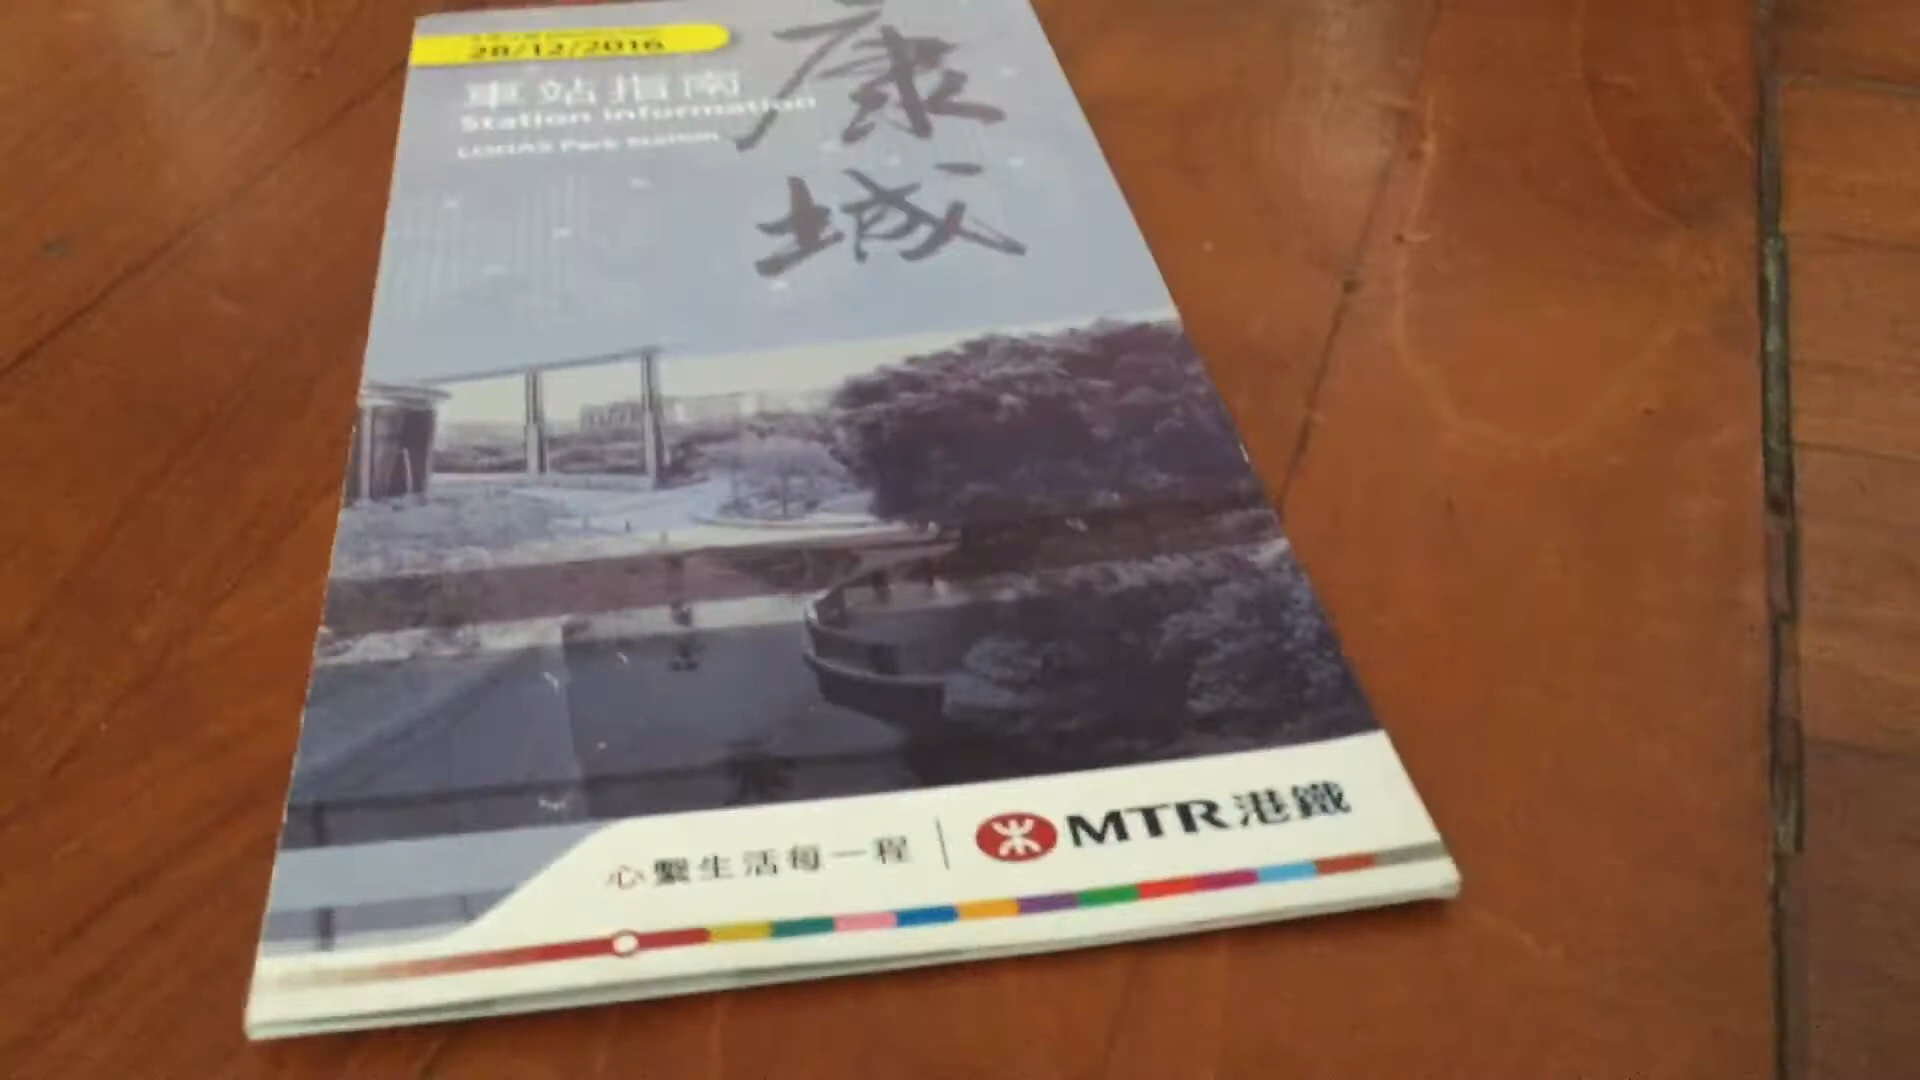 28/12/2016
車站指南
Station information
LOHAS Park Station
康城
心繫生活每一程
MTR 港鐵